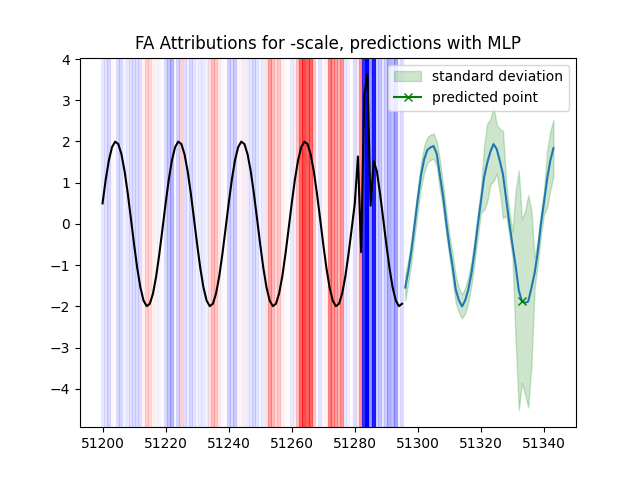 FA Attributions for -scale, predictions with MLP
standard deviation
predicted point
4
3
2
1
0
−1
−2
−3
−4
51200 51220 51240 51260 51280 51300 51320 51340